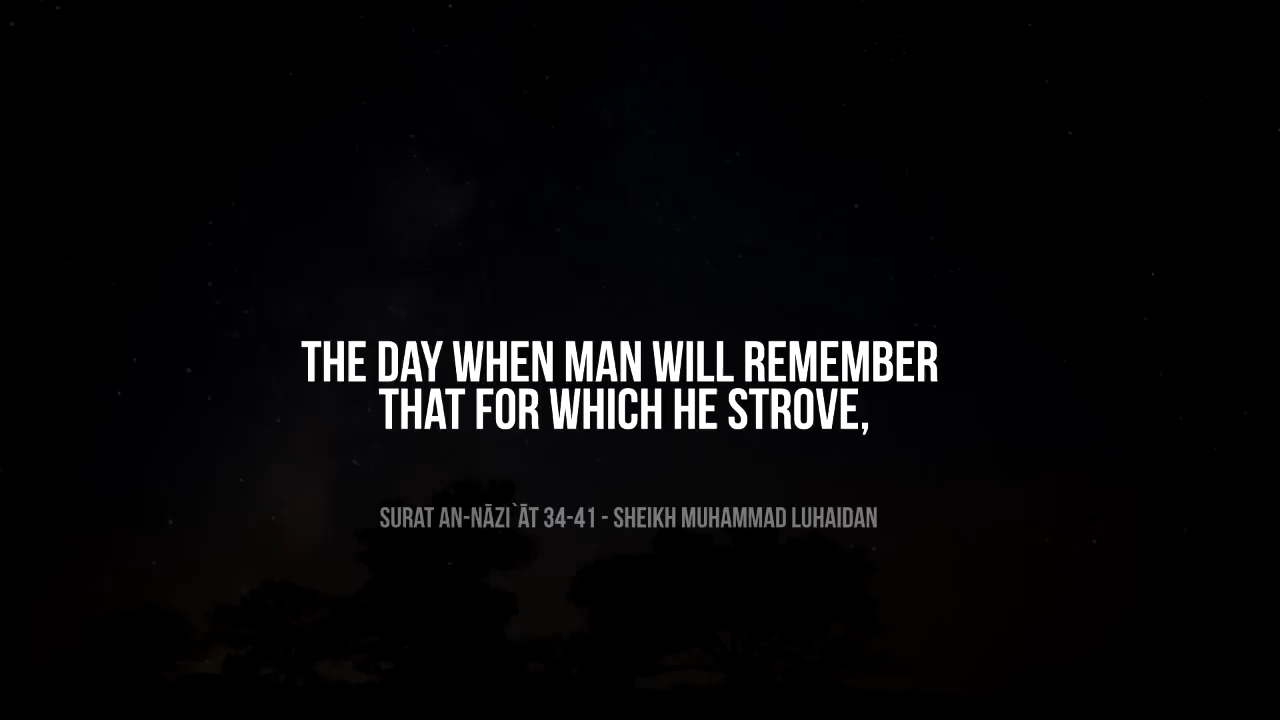 THE DAY WHEN MAN WILL REMEMBER
THAT FOR WHICH HE STROVE,
SURAT AN-NĀZI`ĀT 34-41 - SHEIKH MUHAMMAD LUHAIDAN